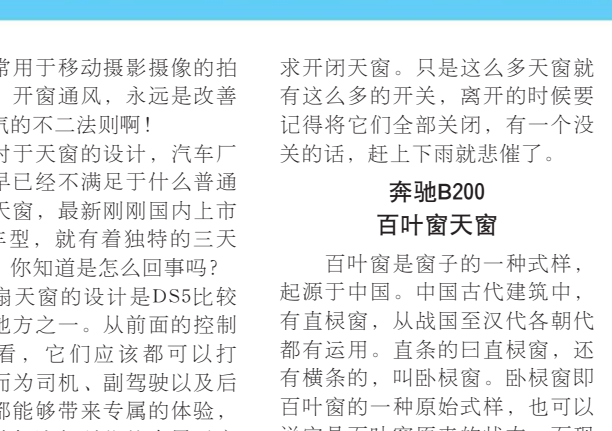 常用于移动摄影摄像的拍
开窗通风，永远是改善
气的不二法则啊！
对于天窗的设计，汽车厂
早已经不满足于什么普通
天窗，最新刚刚国内上市
车型，就有着独特的三天
你知道是怎么回事吗？
扇天窗的设计是DS5比较
地方之一。从前面的控制
看，它们应该都可以打
而为司机、副驾驶以及后
都能够带来专属的体验，
求开闭天窗。只是这么多天窗就
有这么多的开关，离开的时候要
记得将它们全部关闭，有一个没
关的话，赶上下雨就悲催了。
奔驰B200
百叶窗天窗
百叶窗是窗子的一种式样，
起源于中国。中国古代建筑中，
有直棂窗，从战国至汉代各朝代
都有运用。直条的曰直棂窗，还
有横条的，叫卧棂窗。卧棂窗即
百叶窗的一种原始式样，也可以
说它是百叶窗原来的状态。而现